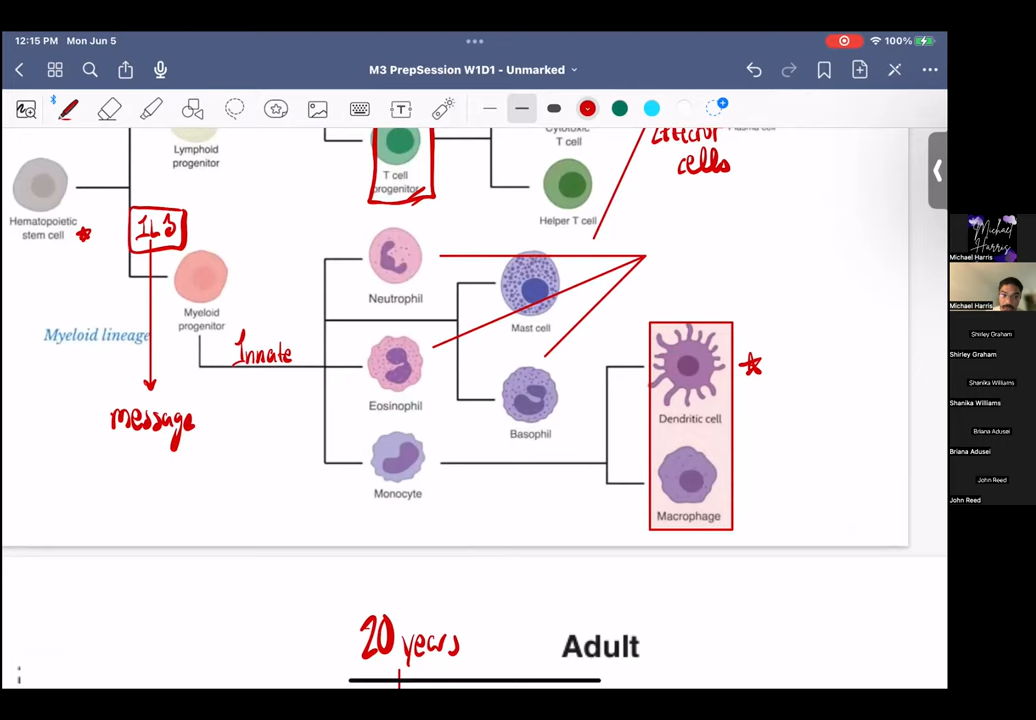 12:15 PM Mon Jun 5
100%
M3 PrepSession W1D1 - Unmarked
Lymphoid
progenitor
T cell
progenitor
Cytotoxic
T cell
Helper T cell
Effector
cells
Plasma cell
Hematopoietic
stem cell
IL3
Myeloid
progenitor
Myeloid lineage
message
Innate
Neutrophil
Eosinophil
Monocyte
Mast cell
Basophil
Dendritic cell
Macrophage
20 years
Adult
Michael
Harris
Michael Harris
Michael Harris
Shirley Graham
Shirley Graham
Shanika Williams
Shanika Williams
Briana Adusei
Briana Adusei
John Reed
John Reed